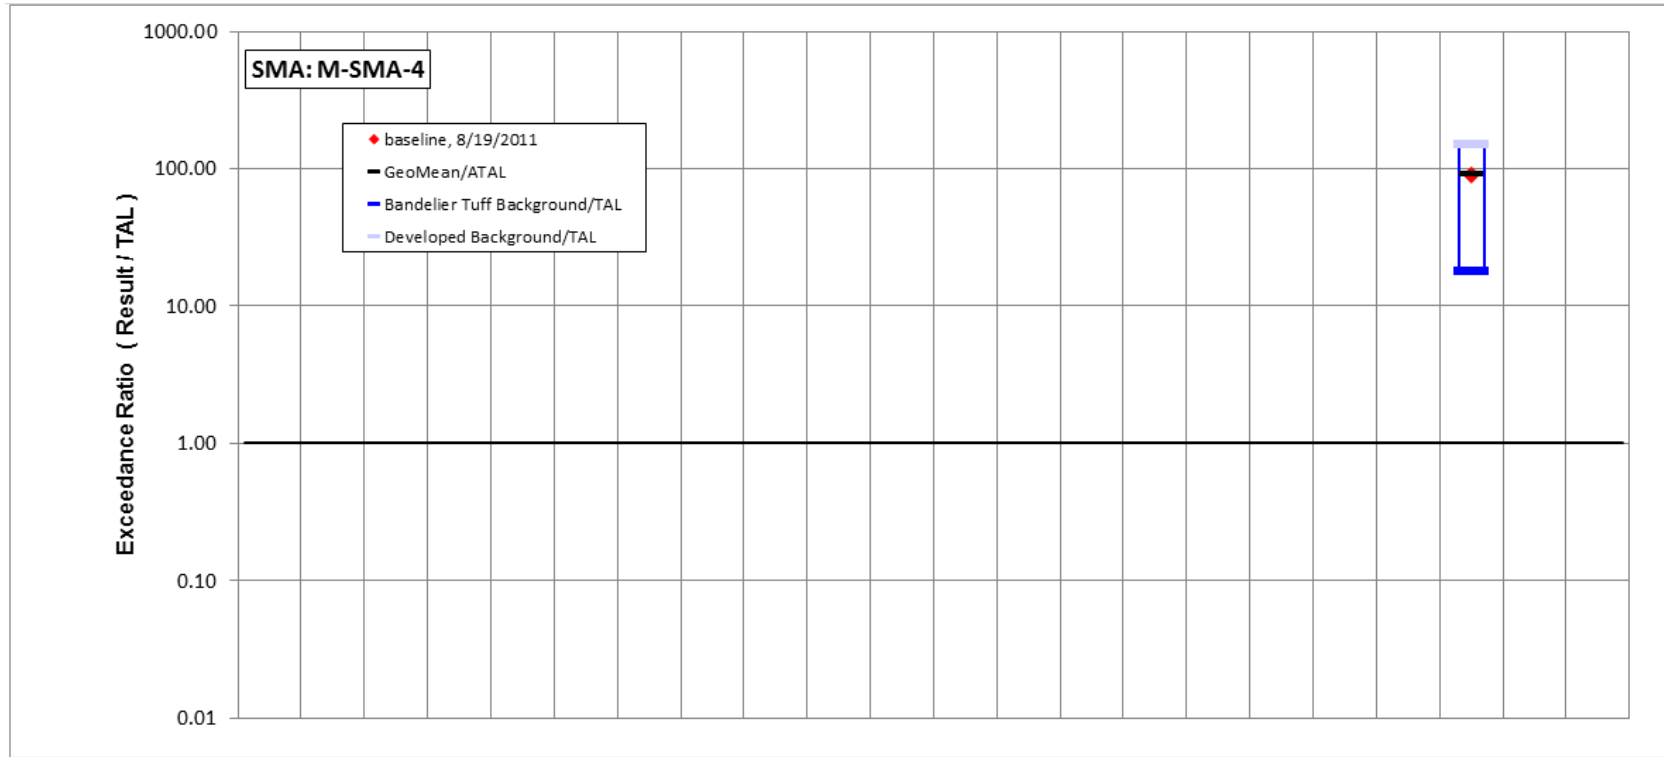 1000.00
SMA: M-SMA-4
baseline, 8/19/2011
GeoMean/ATAL
Bandelier Tuff Background/TAL
Developed Background/TAL
100.00
10.00
1.00
0.10
0.01
Exceedance Ratio ( Result / TAL )